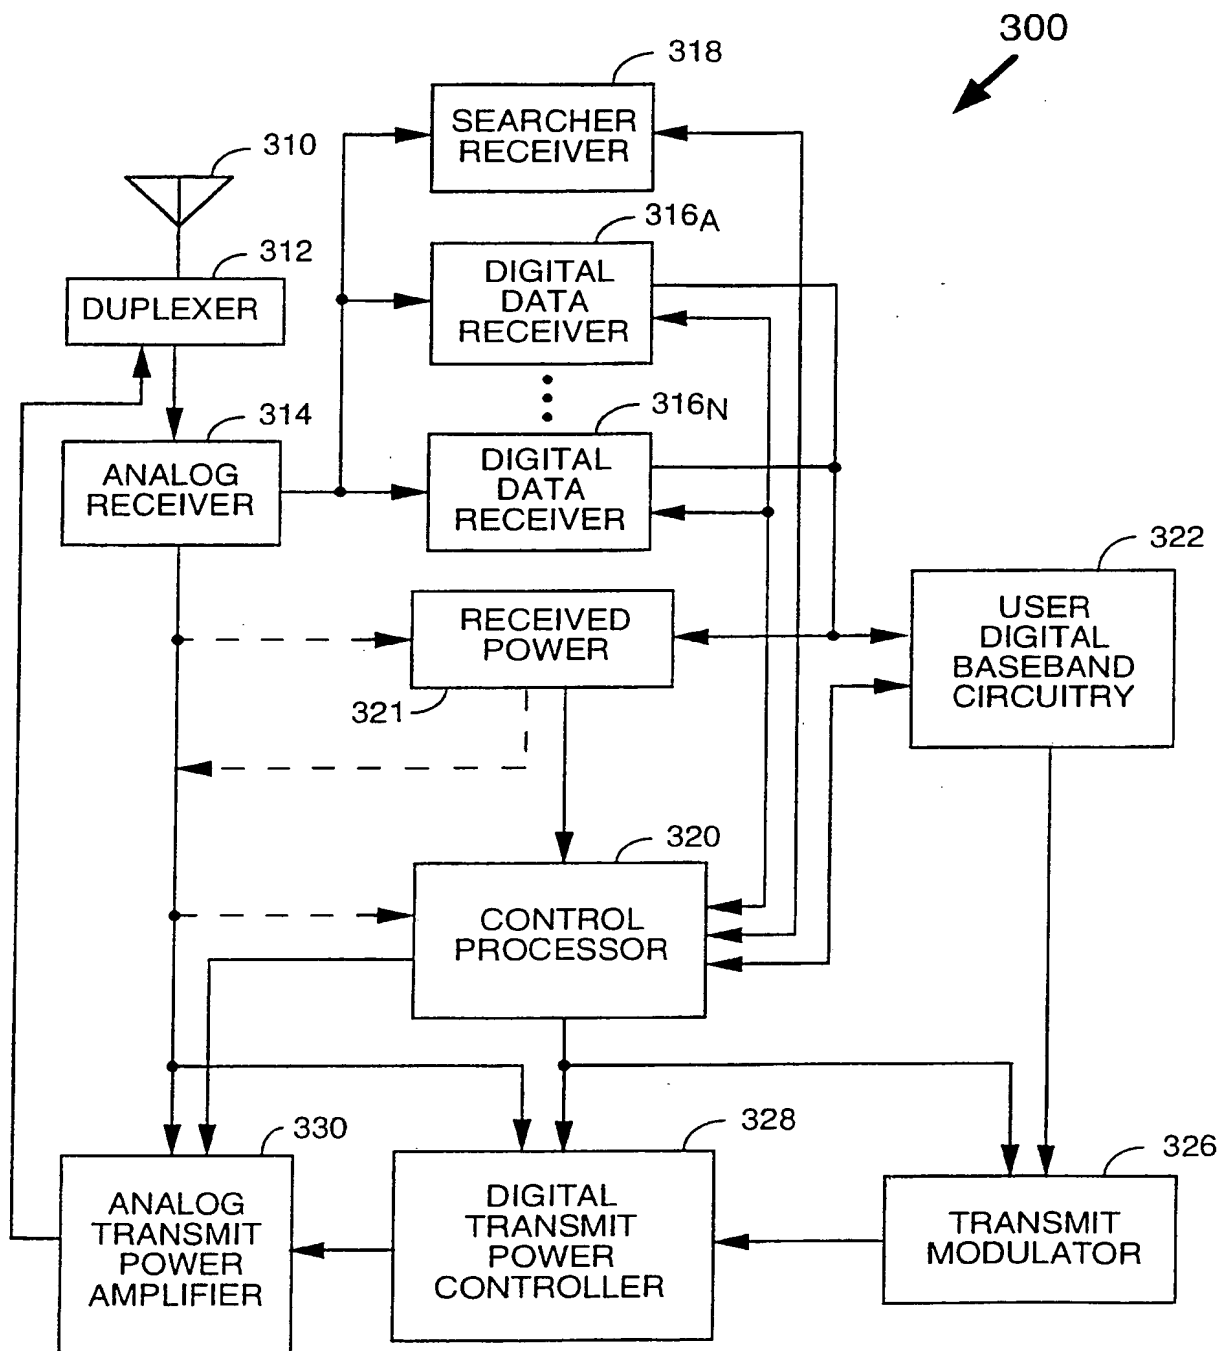 300
318
SEARCHER
RECEIVER
310
316A
DIGITAL
DATA
RECEIVER
312
DUPLEXER
316N
DIGITAL
DATA
RECEIVER
314
ANALOG
RECEIVER
322
USER
DIGITAL
BASEBAND
CIRCUITRY
RECEIVED
POWER
321
320
CONTROL
PROCESSOR
330
ANALOG
TRANSMIT
POWER
AMPLIFIER
328
DIGITAL
TRANSMIT
POWER
CONTROLLER
326
TRANSMIT
MODULATOR